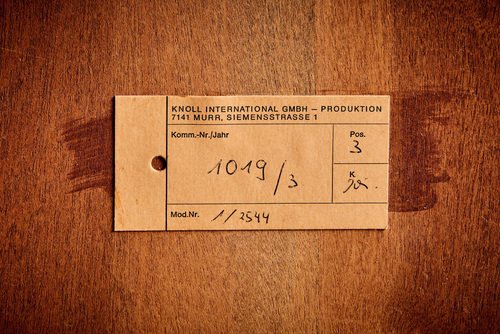 KNOLL INTERNATIONAL GMBH – PRODUKTION
7141 MURR, SIEMENSSTRASSE 1
Komm.-Nr./Jahr
1019/3
Pos.
3
K
Mod.Nr. 1/2544